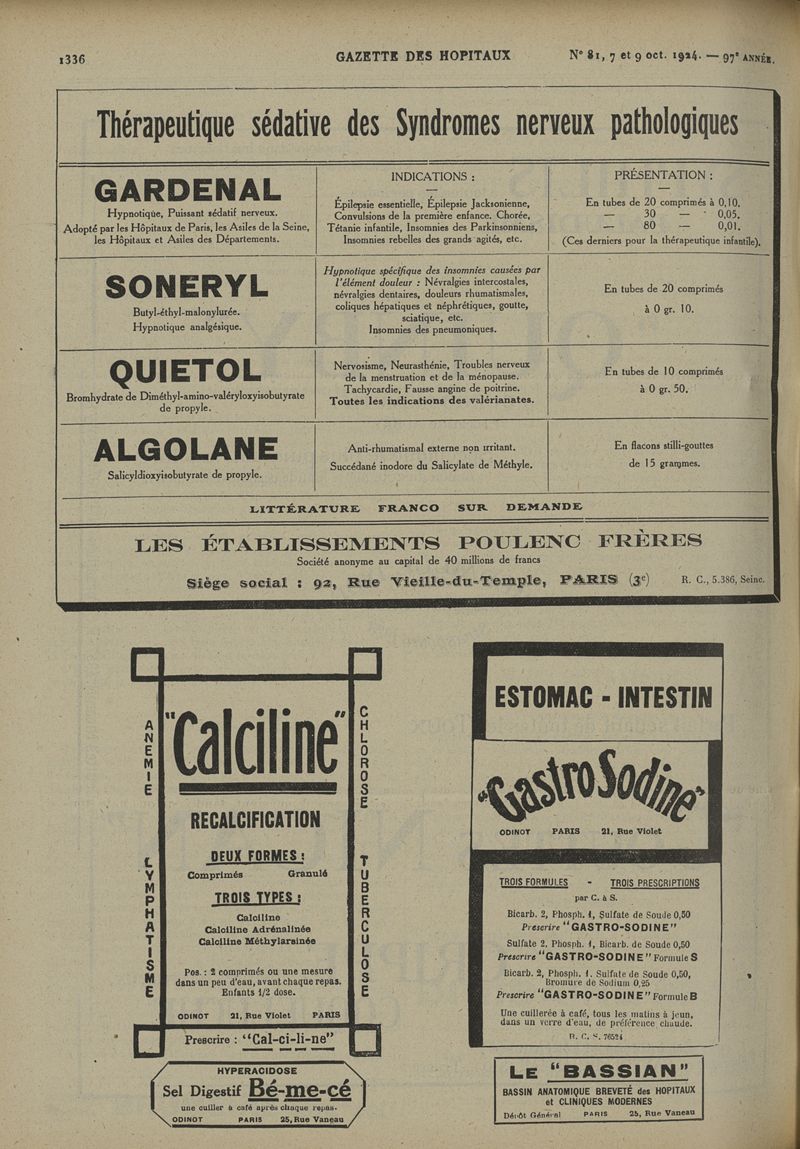 1336
GAZETTE DES HOPITAUX
N° 81, 7 et 9 oct. 1924. — 97e ANNÉE.
Thérapeutique sédative des Syndromes nerveux pathologiques
GARDENAL
Hypnotique, Puissant sédatif nerveux.
Adopté par les Hôpitaux de Paris, les Asiles de la Seine,
les Hôpitaux et Asiles des Départements.
INDICATIONS :
Épilepsie essentielle, Épilepsie Jacksonienne,
Convulsions de la première enfance. Chorée,
Tétanie infantile, Insomnies des Parkinsonniens,
Insomnies rebelles des grands agités, etc.
PRÉSENTATION :
En tubes de 20 comprimés à 0,10.
— 30 — 0,05.
— 80 — 0,01.
(Ces derniers pour la thérapeutique infantile).
SONERYL
Butyl-éthyl-malonylurée.
Hypnotique analgésique.
Hypnotique spécifique des insomnies causées par
l'élément douleur : Névralgies intercostales,
névralgies dentaires, douleurs rhumatismales,
coliques hépatiques et néphrétiques, goutte,
sciatique, etc.
Insomnies des pneumoniques.
En tubes de 20 comprimés
à 0 gr. 10.
QUIETOL
Bromhydrate de Diméthyl-amino-valéryloxyisobutyrate
de propyle.
Nervosisme, Neurasthénie, Troubles nerveux
de la menstruation et de la ménopause.
Tachycardie, Fausse angine de poitrine.
Toutes les indications des valérianates.
En tubes de 10 comprimés
à 0 gr. 50.
ALGOLANE
Salicyldioxyisobutyrate de propyle.
Anti-rhumatismal externe non irritant.
Succédané inodore du Salicylate de Méthyle.
En flacons stilli-gouttes
de 15 grammes.
LITTÉRATURE FRANCO SUR DEMANDE
LES ÉTABLISSEMENTS POULENC FRÈRES
Société anonyme au capital de 40 millions de francs
Siège social : 92, Rue Vieille-du-Temple, PARIS (3e)
R. C., 5.386, Seine.
ANEMIE
LYMPHATISME
"Calciline"
RECALCIFICATION
DEUX FORMES :
Comprimés Granulé
TROIS TYPES :
Calciline
Calciline Adrénalinée
Calciline Méthylarsinée
Pos. : 2 comprimés ou une mesure
dans un peu d'eau, avant chaque repas.
Enfants 1/2 dose.
ODINOT 21, Rue Violet PARIS
CHLOROSE
TUBERCULOSE
Prescrire : "Cal-ci-li-ne"
HYPERACIDOSE
Sel Digestif Bé-me-cé
une cuiller à café après chaque repas.
ODINOT PARIS 25, Rue Vaneau
ESTOMAC - INTESTIN
"GastroSodine"
ODINOT PARIS 21, Rue Violet
TROIS FORMULES - TROIS PRESCRIPTIONS
par C. à S.
Bicarb. 2, Phosph. 1, Sulfate de Soude 0,50
Prescrire "GASTRO-SODINE"
Sulfate 2, Phosph. 1, Bicarb. de Soude 0,50
Prescrire "GASTRO-SODINE" Formule S
Bicarb. 2, Phosph. 1. Sulfate de Soude 0,50,
Bromure de Sodium 0,25
Prescrire "GASTRO-SODINE" Formule B
Une cuillerée à café, tous les matins à jeun,
dans un verre d'eau, de préférence chaude.
R. C. S. 76524
LE "BASSIAN"
BASSIN ANATOMIQUE BREVETÉ des HOPITAUX
et CLINIQUES MODERNES
Dépôt Général PARIS 25, Rue Vaneau